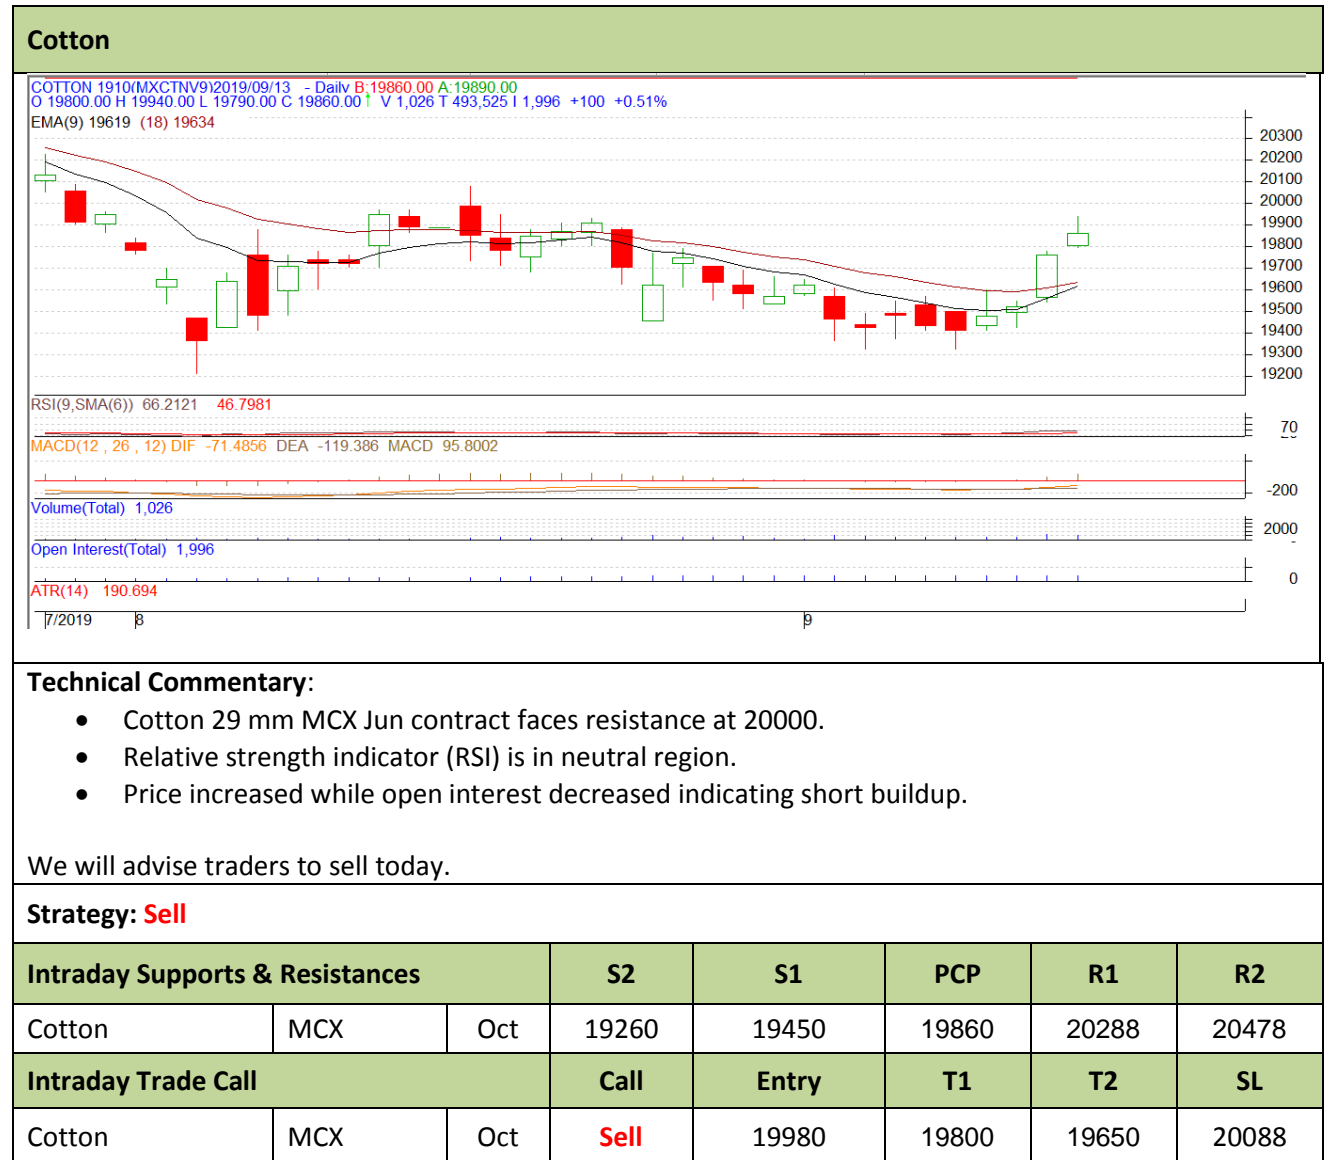 Cotton
COTTON 1910(MXCTNV9)2019/09/13 - Daily B:19860.00 A:19890.00
O 19800.00 H 19940.00 L 19790.00 C 19860.00↑ V 1,026 T 493,525 I 1,996 +100 +0.51%
EMA(9) 19619 (18) 19634
20300
20200
20100
20000
19900
19800
19700
19600
19500
19400
19300
19200
RSI(9,SMA(6)) 66.2121 46.7981
70
MACD(12 , 26 , 12) DIF -71.4856 DEA -119.386 MACD 95.8002
-200
Volume(Total) 1,026
2000
Open Interest(Total) 1,996
0
ATR(14) 190.694
7/2019 8 9
Technical Commentary:
• Cotton 29 mm MCX Jun contract faces resistance at 20000.
• Relative strength indicator (RSI) is in neutral region.
• Price increased while open interest decreased indicating short buildup.
We will advise traders to sell today.
Strategy: Sell
Intraday Supports & Resistances S2 S1 PCP R1 R2
Cotton MCX Oct 19260 19450 19860 20288 20478
Intraday Trade Call Call Entry T1 T2 SL
Cotton MCX Oct Sell 19980 19800 19650 20088